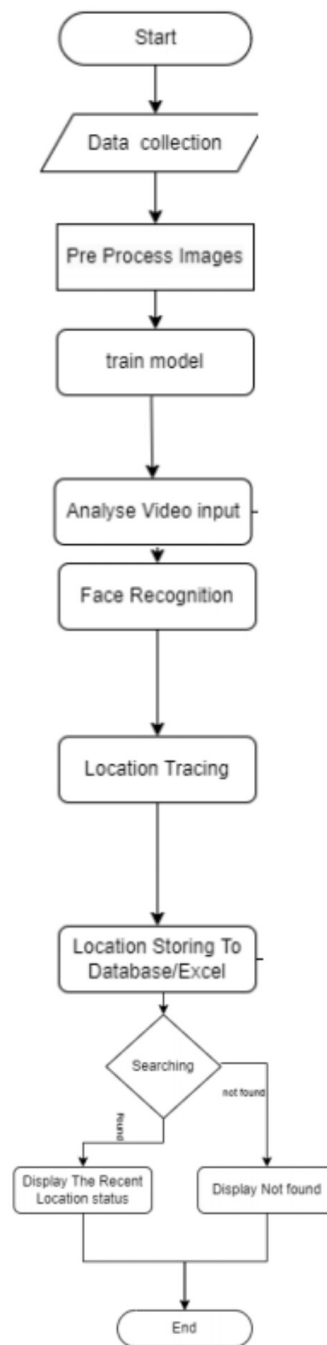 Start
Data collection
Pre Process Images
train model
Analyse Video input
Face Recognition
Location Tracing
Location Storing To
Database/Excel
Searching
not found
found
Display The Recent
Location status
Display Not found
End